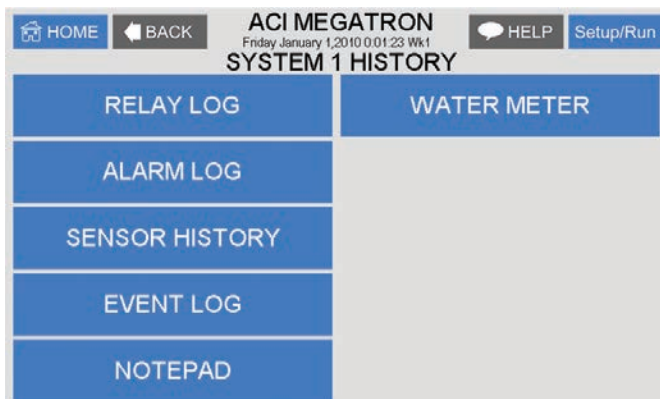 HOME
BACK
ACI MEGATRON
HELP
Setup/Run
Friday January 1,2010 0:01:23 Wk1
SYSTEM 1 HISTORY
RELAY LOG
WATER METER
ALARM LOG
SENSOR HISTORY
EVENT LOG
NOTEPAD